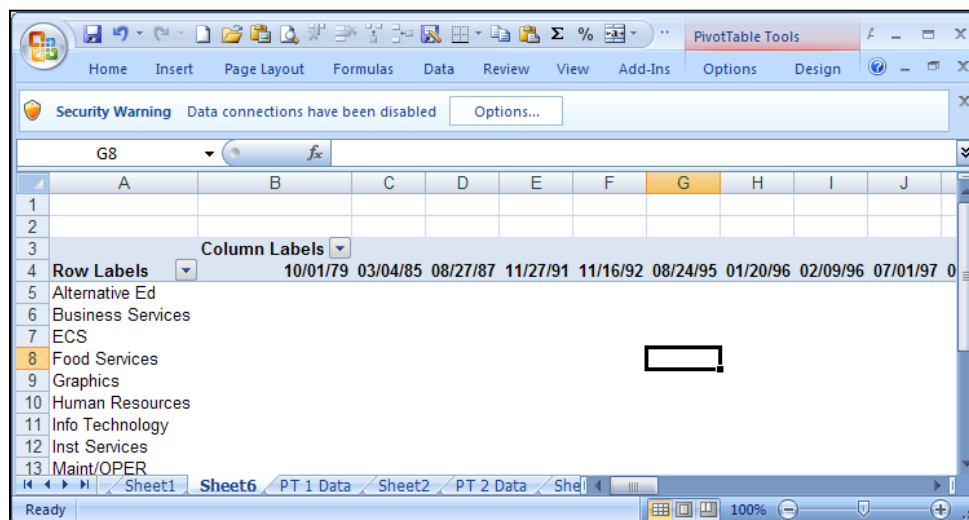 PivotTable Tools
Home Insert Page Layout Formulas Data Review View Add-Ins Options Design
Security Warning Data connections have been disabled Options...
G8 fx
A B C D E F G H I J
1
2
3 Column Labels
4 Row Labels 10/01/79 03/04/85 08/27/87 11/27/91 11/16/92 08/24/95 01/20/96 02/09/96 07/01/97 0
5 Alternative Ed
6 Business Services
7 ECS
8 Food Services
9 Graphics
10 Human Resources
11 Info Technology
12 Inst Services
13 Maint/OPER
Sheet1 Sheet6 PT 1 Data Sheet2 PT 2 Data She
Ready 100%